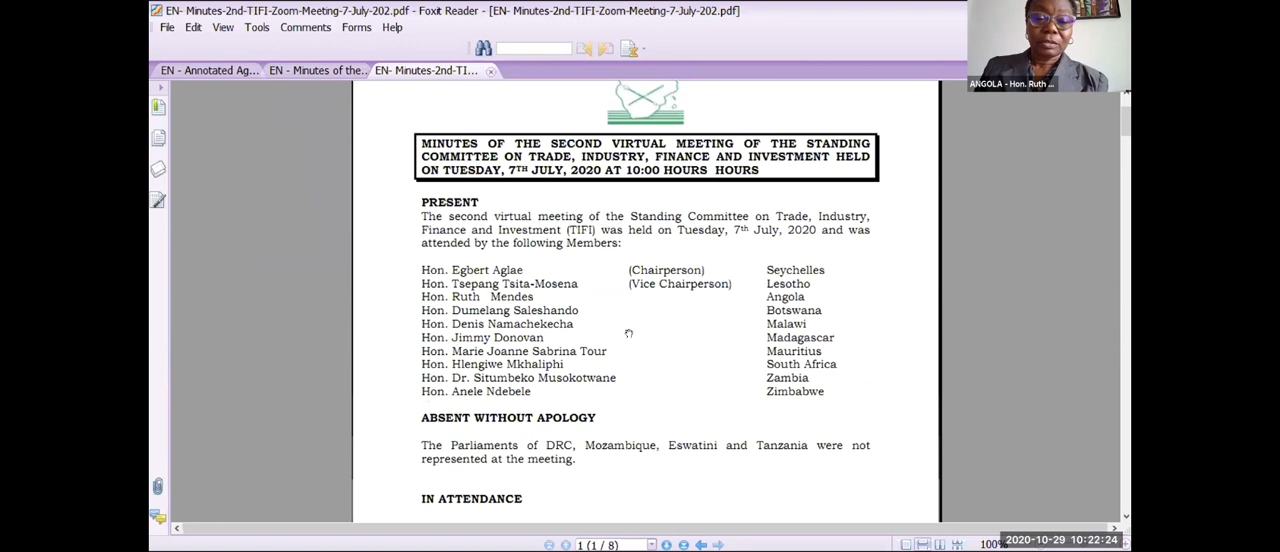 EN- Minutes-2nd-TIFI-Zoom-Meeting-7-July-202.pdf - Foxit Reader - [EN- Minutes-2nd-TIFI-Zoom-Meeting-7-July-202.pdf]
File Edit View Tools Comments Forms Help
EN - Annotated Ag... EN - Minutes of the... EN- Minutes-2nd-TI...
ANGOLA - Hon. Ruth ...
MINUTES OF THE SECOND VIRTUAL MEETING OF THE STANDING
COMMITTEE ON TRADE, INDUSTRY, FINANCE AND INVESTMENT HELD
ON TUESDAY, 7TH JULY, 2020 AT 10:00 HOURS HOURS
PRESENT
The second virtual meeting of the Standing Committee on Trade, Industry,
Finance and Investment (TIFI) was held on Tuesday, 7th July, 2020 and was
attended by the following Members:
Hon. Egbert Aglae (Chairperson) Seychelles
Hon. Tsepang Tsita-Mosena (Vice Chairperson) Lesotho
Hon. Ruth Mendes Angola
Hon. Dumelang Saleshando Botswana
Hon. Denis Namachekecha Malawi
Hon. Jimmy Donovan Madagascar
Hon. Marie Joanne Sabrina Tour Mauritius
Hon. Hlengiwe Mkhaliphi South Africa
Hon. Dr. Situmbeko Musokotwane Zambia
Hon. Anele Ndebele Zimbabwe
ABSENT WITHOUT APOLOGY
The Parliaments of DRC, Mozambique, Eswatini and Tanzania were not
represented at the meeting.
IN ATTENDANCE
1 (1 / 8) 100%
2020-10-29 10:22:24